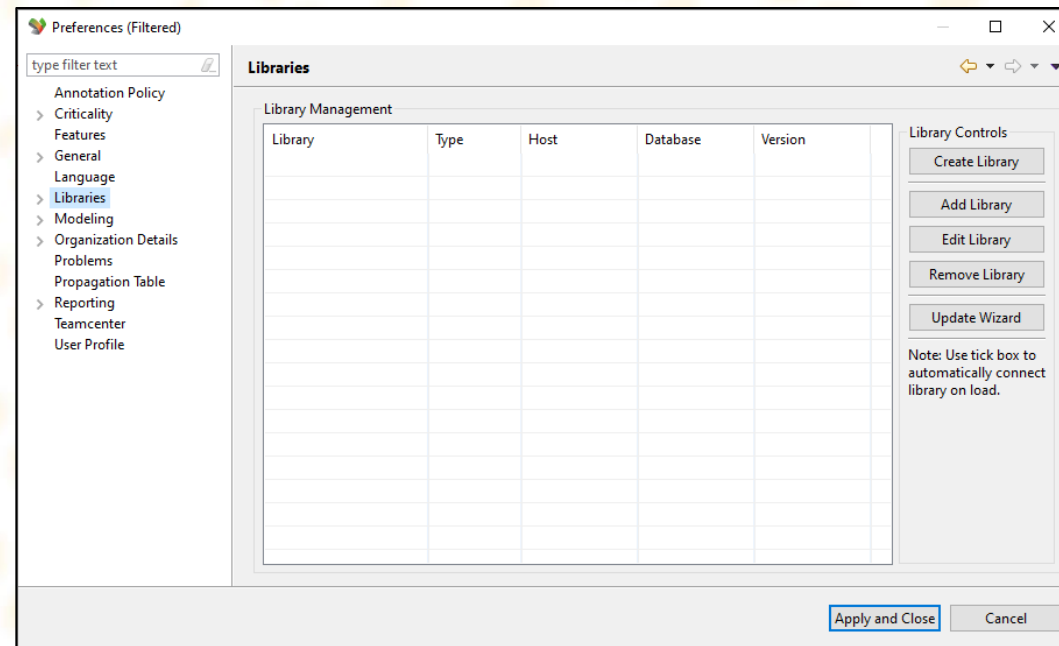 Preferences (Filtered)
type filter text
Annotation Policy
Criticality
Features
General
Language
Libraries
Modeling
Organization Details
Problems
Propagation Table
Reporting
Teamcenter
User Profile
Libraries
Library Management
Library Type Host Database Version
Library Controls
Create Library
Add Library
Edit Library
Remove Library
Update Wizard
Note: Use tick box to
automatically connect
library on load.
Apply and Close Cancel